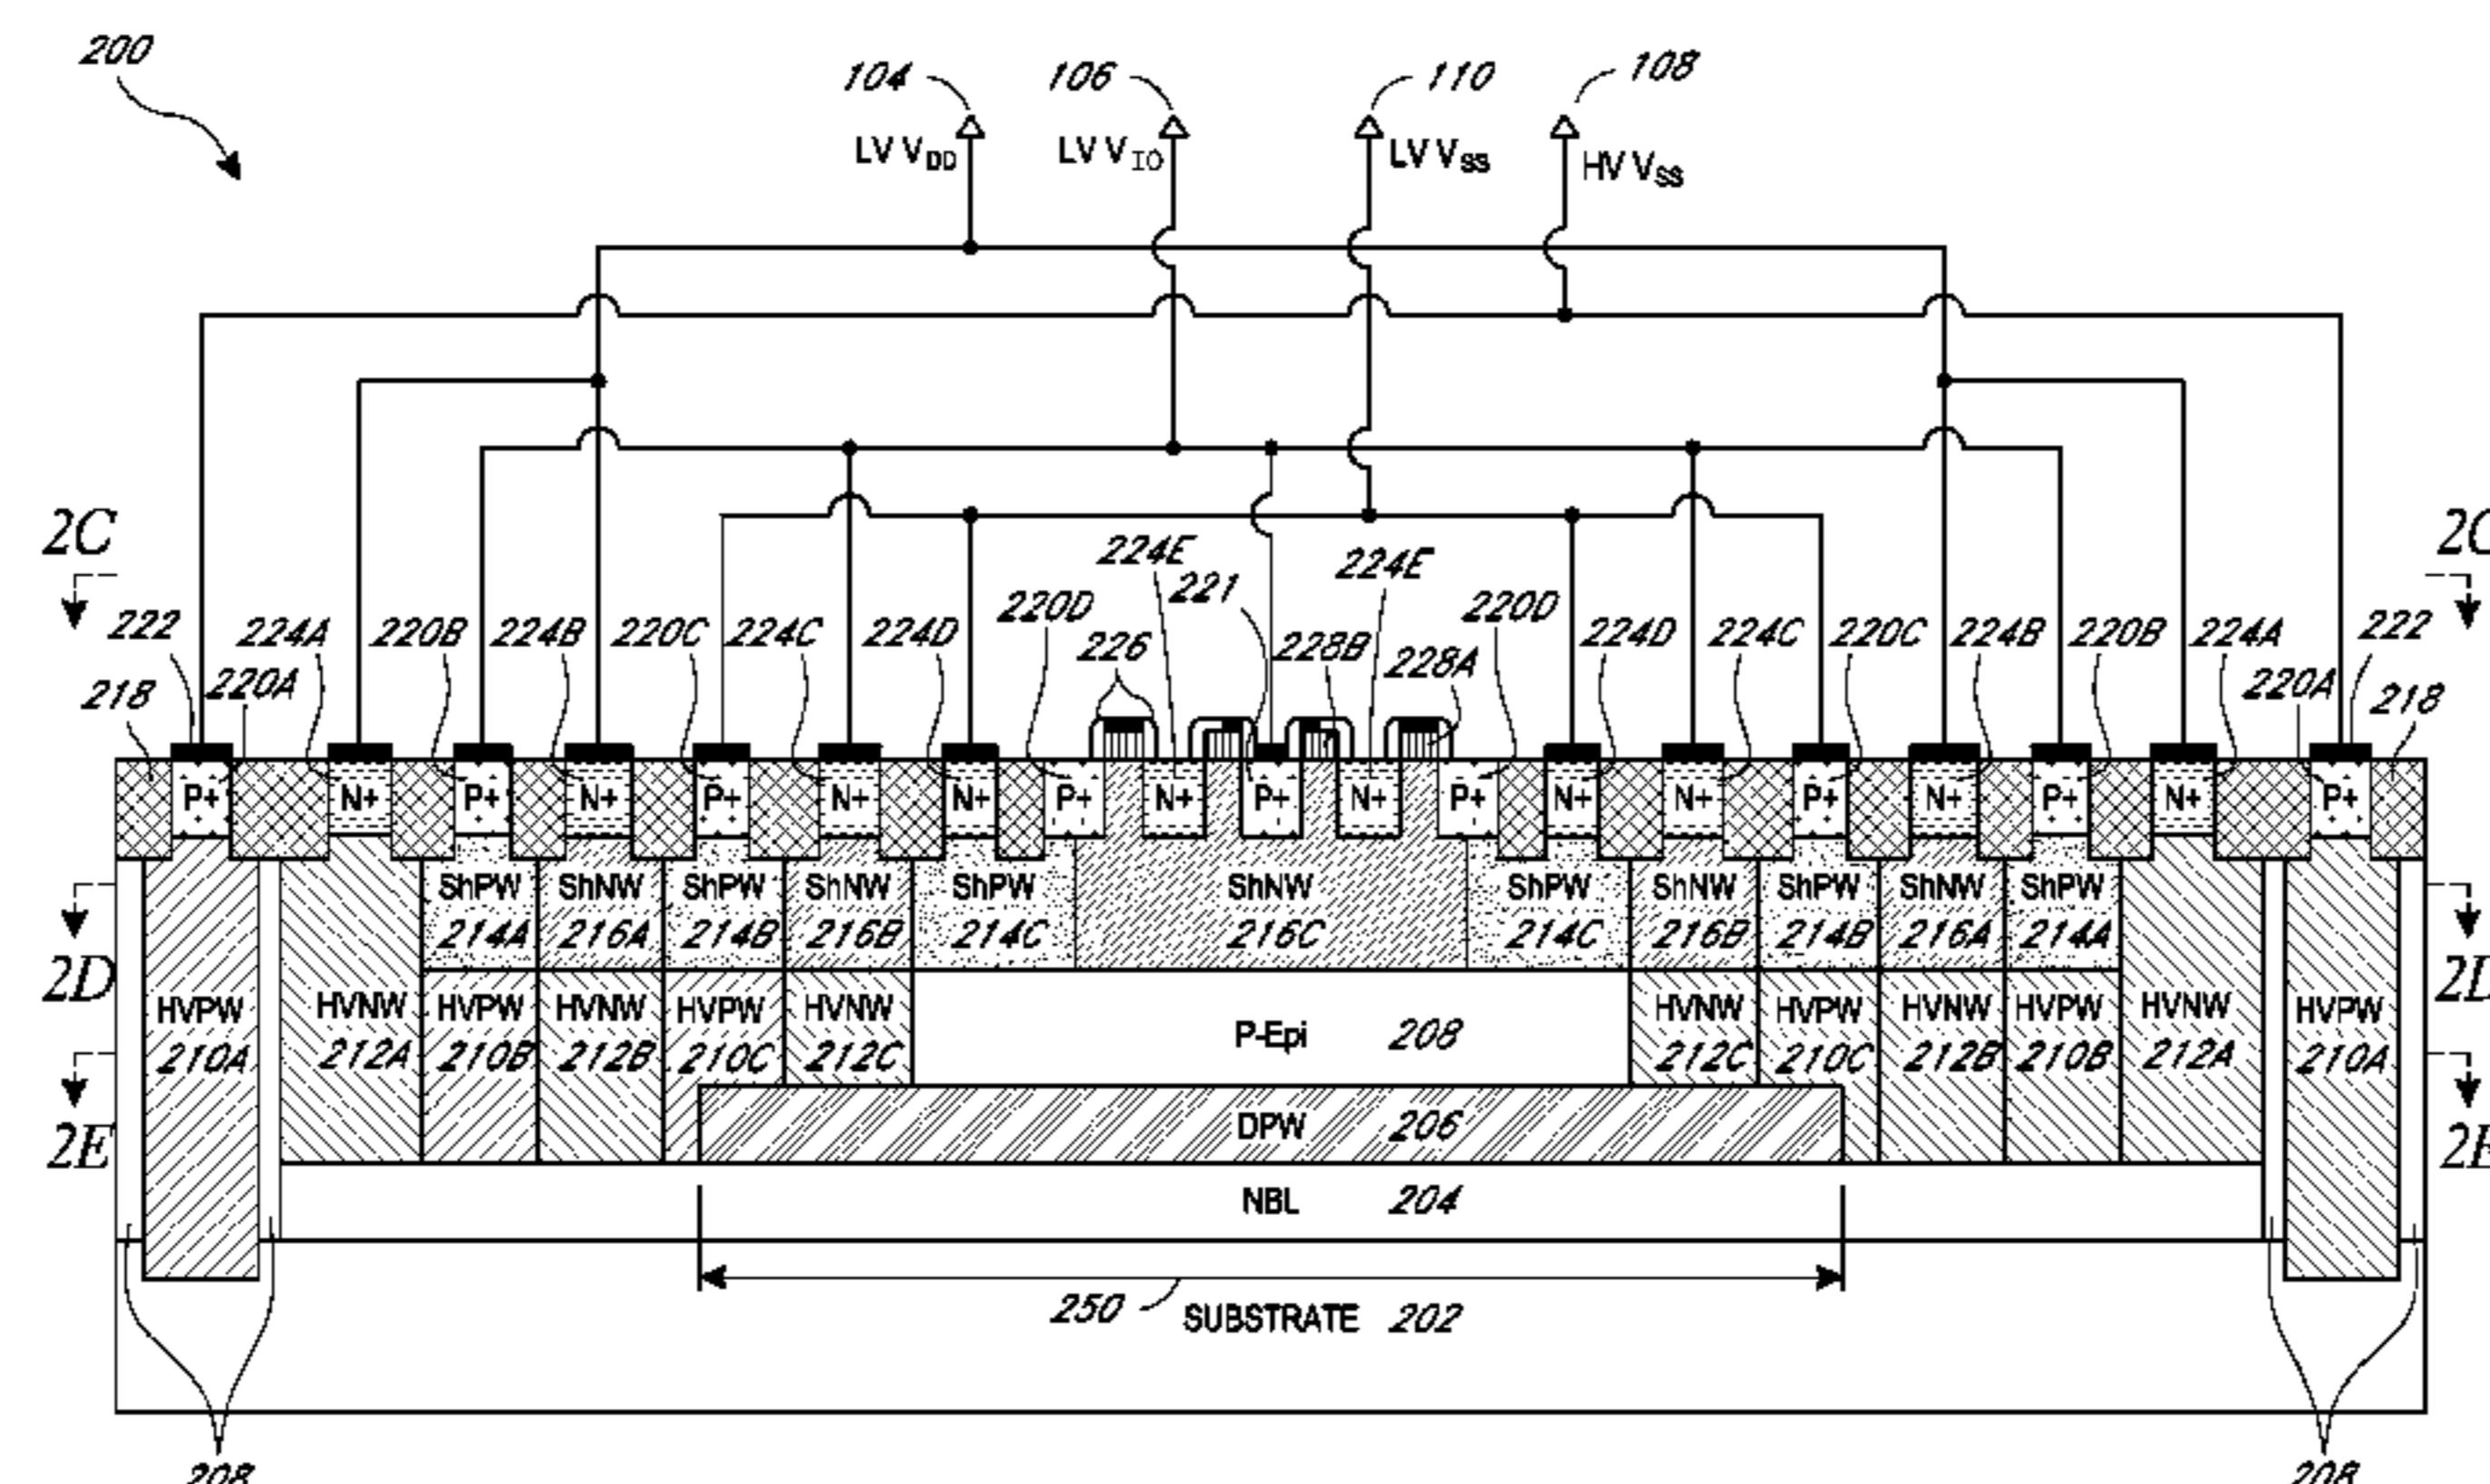 200
104 106 110 108
LV VDD LV VIO LV VSS HV VSS
2C 2C
224E 224E
220D 221 220D
222 224A 220B 224B 220C 224C 224D 226 228B 228A 224D 224C 220C 224B 220B 224A 222
218 220A 220A 218
P+ N+ P+ N+ P+ N+ N+ P+ N+ P+ N+ P+ N+ N+ P+ N+ P+ N+ P+
ShPW ShNW ShPW ShNW ShPW ShNW ShPW ShNW ShPW ShNW ShPW
214A 216A 214B 216B 214C 216C 214C 216B 214B 216A 214A
2D
HVPW HVNW HVPW HVNW HVPW HVNW P-Epi 208 HVNW HVPW HVNW HVPW HVNW HVPW
210A 212A 210B 212B 210C 212C 212C 210C 212B 210B 212A 210A
2E DPW 206
NBL 204
250 SUBSTRATE 202
208 208